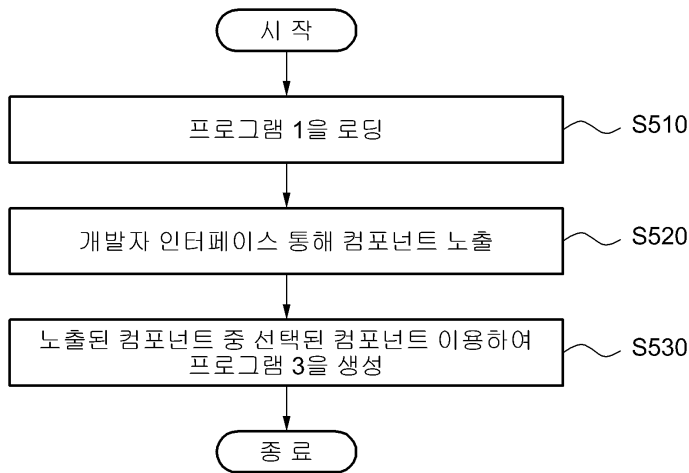 시 작
프로그램 1을 로딩
S510
개발자 인터페이스 통해 컴포넌트 노출
S520
노출된 컴포넌트 중 선택된 컴포넌트 이용하여
프로그램 3을 생성
S530
종 료